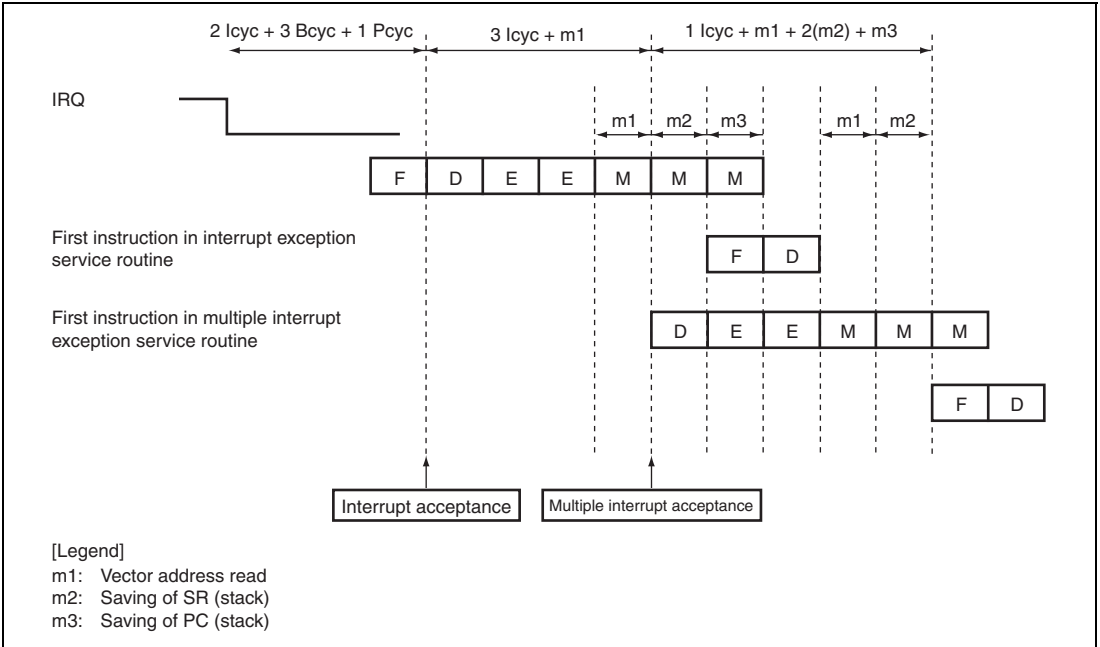 2 Icyc + 3 Bcyc + 1 Pcyc
3 Icyc + m1
1 Icyc + m1 + 2(m2) + m3
IRQ
m1
m2
m3
m1
m2
F D E E M M M
First instruction in interrupt exception
service routine
F D
First instruction in multiple interrupt
exception service routine
D E E M M M
F D
Interrupt acceptance
Multiple interrupt acceptance
[Legend]
m1: Vector address read
m2: Saving of SR (stack)
m3: Saving of PC (stack)